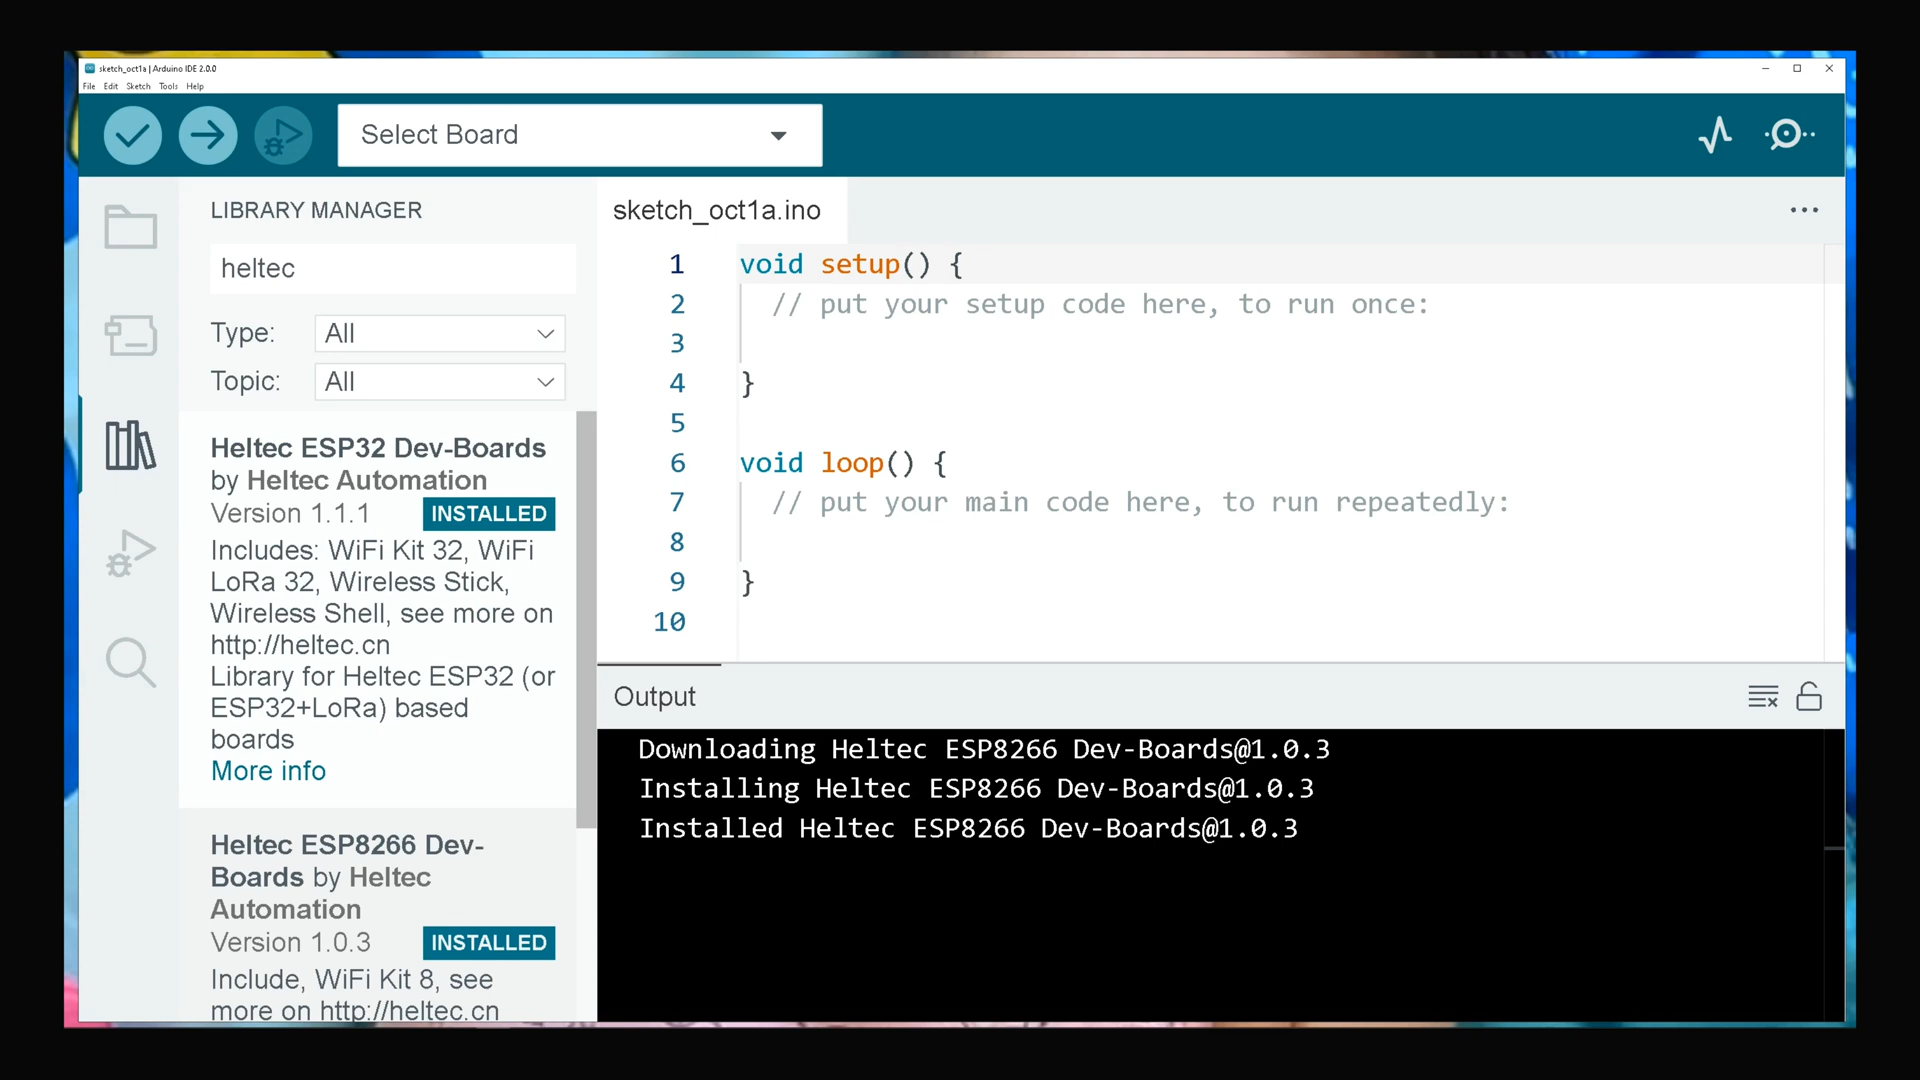 sketch_oct1a | Arduino IDE 2.0.0
File Edit Sketch Tools Help
Select Board
LIBRARY MANAGER
heltec
Type: All
Topic: All
Heltec ESP32 Dev-Boards
by Heltec Automation
Version 1.1.1 INSTALLED
Includes: WiFi Kit 32, WiFi
LoRa 32, Wireless Stick,
Wireless Shell, see more on
http://heltec.cn
Library for Heltec ESP32 (or
ESP32+LoRa) based
boards
More info
Heltec ESP8266 Dev-
Boards by Heltec
Automation
Version 1.0.3 INSTALLED
Include, WiFi Kit 8, see
more on http://heltec.cn
sketch_oct1a.ino
1 void setup() {
2 // put your setup code here, to run once:
3
4 }
5
6 void loop() {
7 // put your main code here, to run repeatedly:
8
9 }
10
Output
Downloading Heltec ESP8266 Dev-Boards@1.0.3
Installing Heltec ESP8266 Dev-Boards@1.0.3
Installed Heltec ESP8266 Dev-Boards@1.0.3